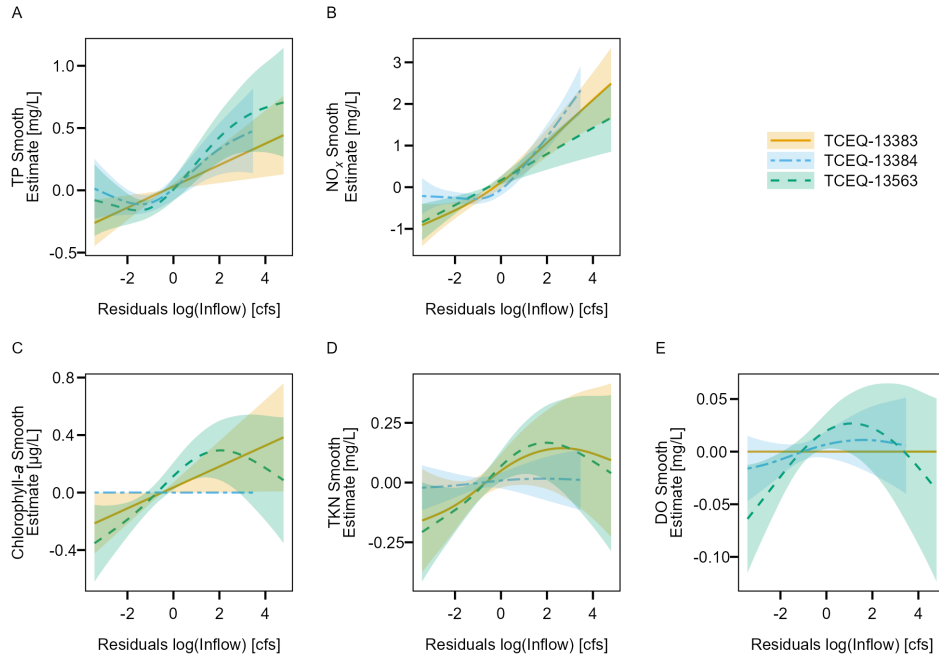 A
B
TP Smooth
Estimate [mg/L]
1.0
0.5
0.0
-0.5
-2 0 2 4
Residuals log(Inflow) [cfs]
NOx Smooth
Estimate [mg/L]
3
2
1
0
-1
-2 0 2 4
Residuals log(Inflow) [cfs]
TCEQ-13383
TCEQ-13384
TCEQ-13563
C
D
E
Chlorophyll-a Smooth
Estimate [µg/L]
0.8
0.4
0.0
-0.4
-2 0 2 4
Residuals log(Inflow) [cfs]
TKN Smooth
Estimate [mg/L]
0.25
0.00
-0.25
-2 0 2 4
Residuals log(Inflow) [cfs]
DO Smooth
Estimate [mg/L]
0.05
0.00
-0.05
-0.10
-2 0 2 4
Residuals log(Inflow) [cfs]